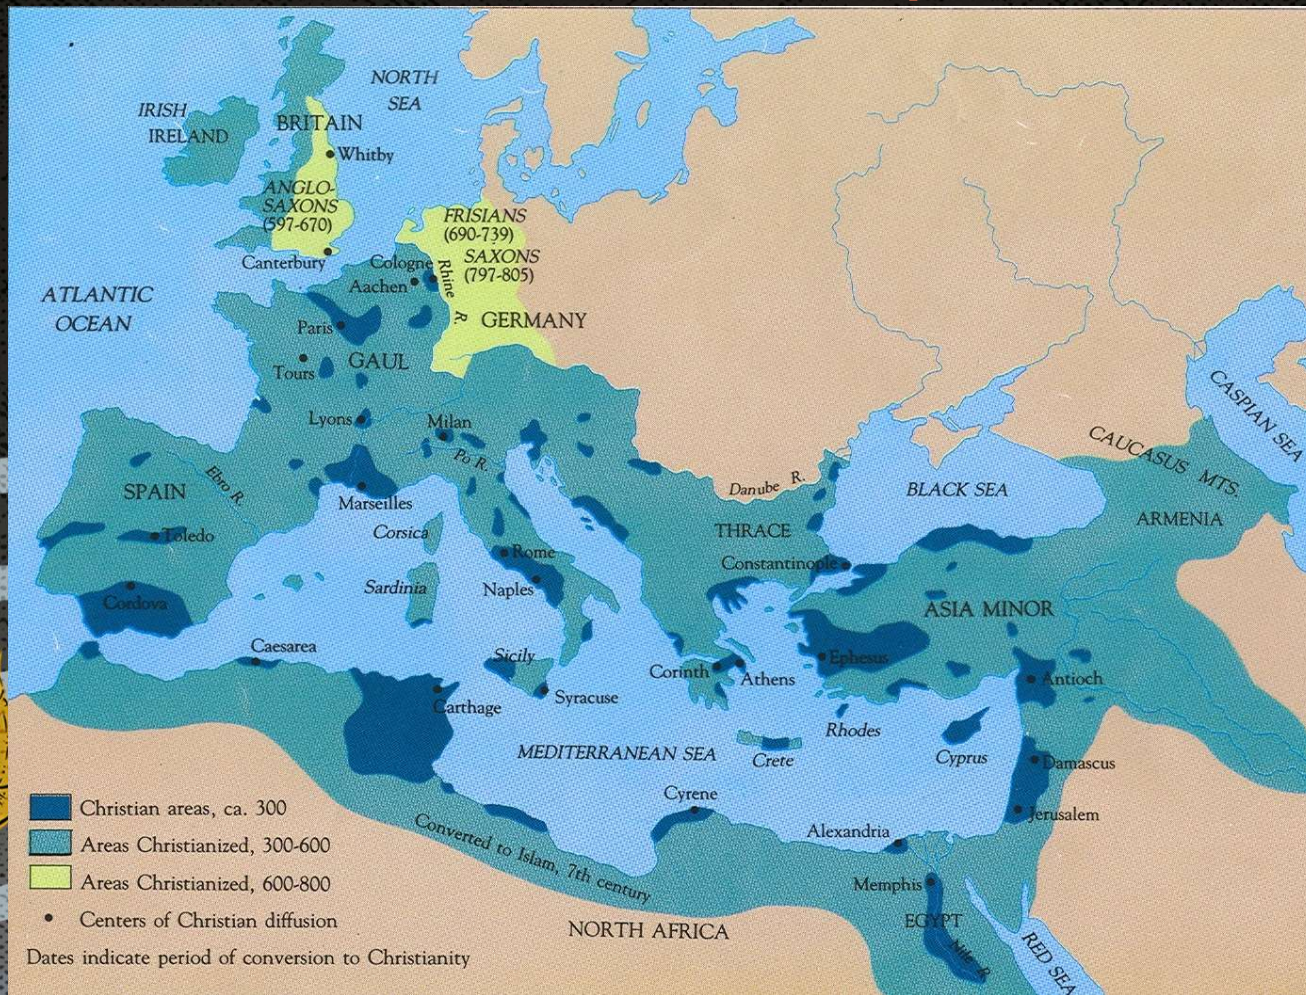 NORTH
SEA
IRISH
IRELAND
BRITAIN
Whitby
ANGLO-
SAXONS
(597-670)
FRISIANS
(690-739)
SAXONS
(797-805)
Canterbury
Cologne
Aachen
Rhine R.
ATLANTIC
OCEAN
Paris
GERMANY
GAUL
Tours
CASPIAN SEA
Lyons
Milan
Po R.
CAUCASUS MTS.
Ebro R.
SPAIN
Danube R.
BLACK SEA
Marseilles
ARMENIA
Corsica
THRACE
Toledo
Rome
Constantinople
Sardinia
Naples
Cordova
ASIA MINOR
Caesarea
Sicily
Ephesus
Corinth
Athens
Antioch
Syracuse
Carthage
Rhodes
MEDITERRANEAN SEA
Crete
Cyprus
Damascus
Cyrene
Christian areas, ca. 300
Jerusalem
Areas Christianized, 300-600
Converted to Islam, 7th century
Alexandria
Areas Christianized, 600-800
Memphis
Centers of Christian diffusion
NORTH AFRICA
EGYPT
Nile R.
RED SEA
Dates indicate period of conversion to Christianity